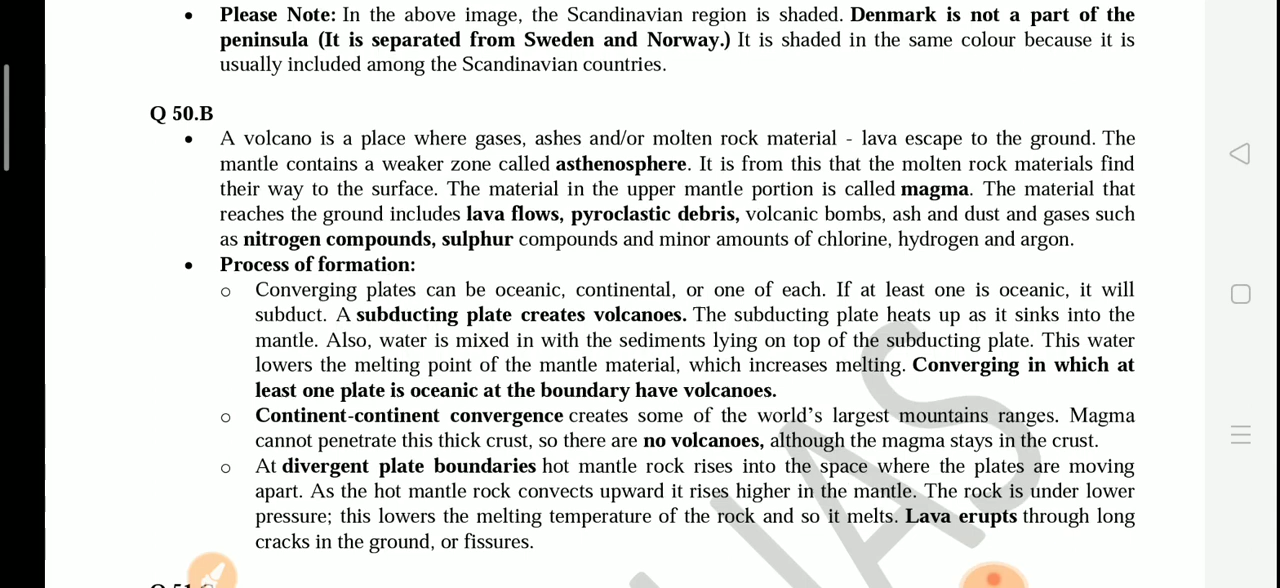 • Please Note: In the above image, the Scandinavian region is shaded. Denmark is not a part of the
peninsula (It is separated from Sweden and Norway.) It is shaded in the same colour because it is
usually included among the Scandinavian countries.
Q 50.B
• A volcano is a place where gases, ashes and/or molten rock material - lava escape to the ground. The
mantle contains a weaker zone called asthenosphere. It is from this that the molten rock materials find
their way to the surface. The material in the upper mantle portion is called magma. The material that
reaches the ground includes lava flows, pyroclastic debris, volcanic bombs, ash and dust and gases such
as nitrogen compounds, sulphur compounds and minor amounts of chlorine, hydrogen and argon.
• Process of formation:
o Converging plates can be oceanic, continental, or one of each. If at least one is oceanic, it will
subduct. A subducting plate creates volcanoes. The subducting plate heats up as it sinks into the
mantle. Also, water is mixed in with the sediments lying on top of the subducting plate. This water
lowers the melting point of the mantle material, which increases melting. Converging in which at
least one plate is oceanic at the boundary have volcanoes.
o Continent-continent convergence creates some of the world's largest mountains ranges. Magma
cannot penetrate this thick crust, so there are no volcanoes, although the magma stays in the crust.
o At divergent plate boundaries hot mantle rock rises into the space where the plates are moving
apart. As the hot mantle rock convects upward it rises higher in the mantle. The rock is under lower
pressure; this lowers the melting temperature of the rock and so it melts. Lava erupts through long
cracks in the ground, or fissures.
IAS